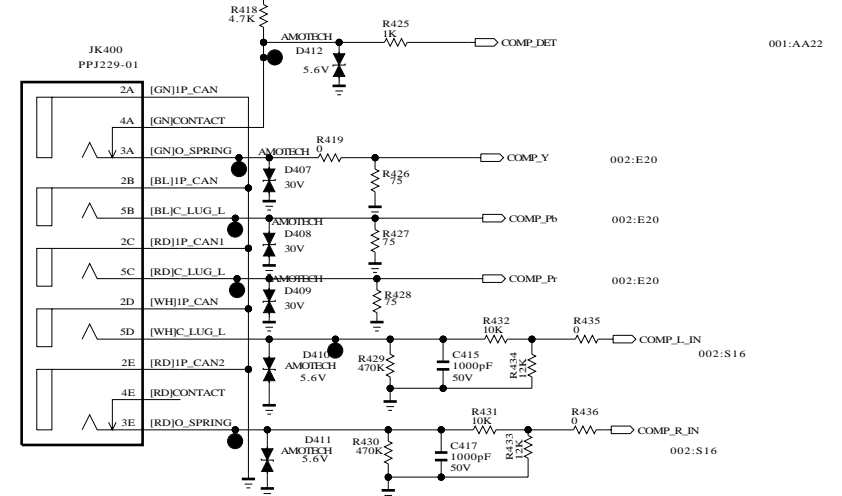 R418
4.7K
AMOTECH
R425
1K
COMP_DET
001:AA22
D412
5.6V
JK400
PPJ229-01
2A [GN]1P_CAN
4A [GN]CONTACT
3A [GN]O_SPRING
AMOTECH
R419
0
COMP_Y
002:E20
D407
30V
R426
75
2B [BL]1P_CAN
5B [BL]C_LUG_L
AMOTECH
COMP_Pb
002:E20
D408
30V
R427
75
2C [RD]1P_CAN1
5C [RD]C_LUG_L
AMOTECH
COMP_Pr
002:E20
D409
30V
R428
75
2D [WH]1P_CAN
5D [WH]C_LUG_L
R432
10K
R435
0
COMP_L_IN
002:S16
D410
AMOTECH
5.6V
R429
470K
C415
1000pF
50V
R434
12K
2E [RD]1P_CAN2
4E [RD]CONTACT
3E [RD]O_SPRING
R431
10K
R436
0
COMP_R_IN
002:S16
D411
AMOTECH
5.6V
R430
470K
C417
1000pF
50V
R433
12K